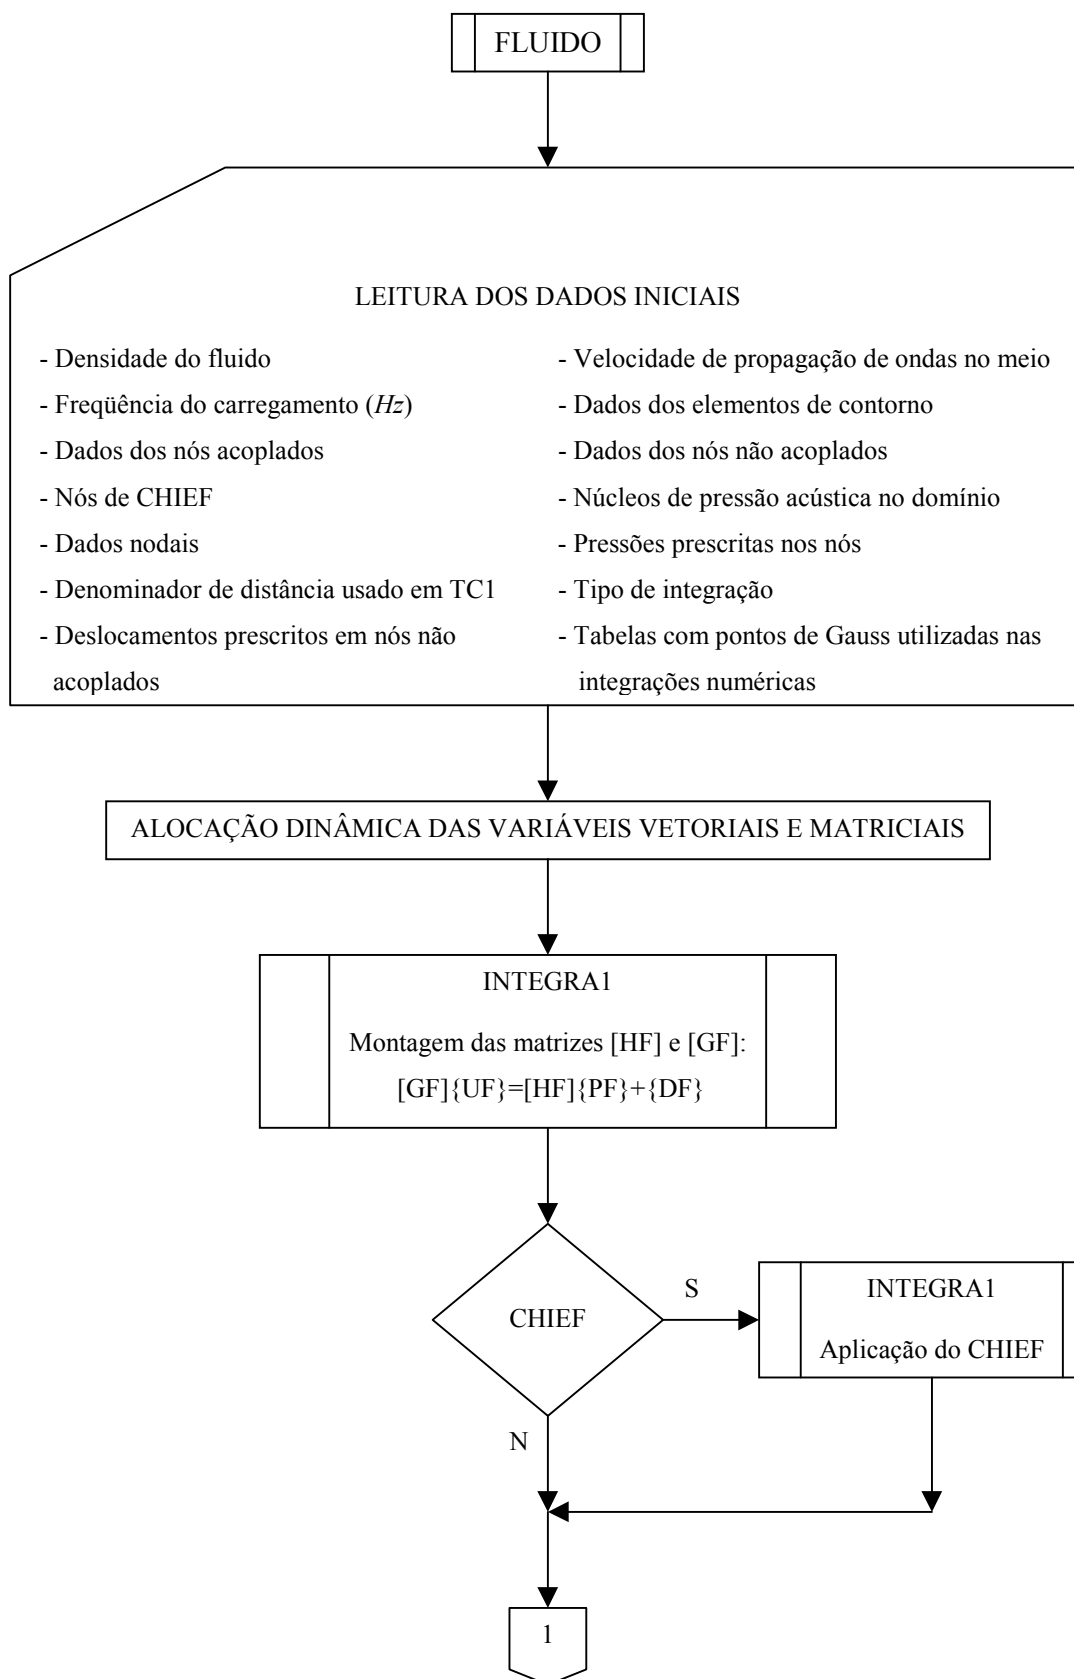 FLUIDO
LEITURA DOS DADOS INICIAIS
- Densidade do fluido
- Freqüência do carregamento (Hz)
- Dados dos nós acoplados
- Nós de CHIEF
- Dados nodais
- Denominador de distância usado em TC1
- Deslocamentos prescritos em nós não
acoplados
- Velocidade de propagação de ondas no meio
- Dados dos elementos de contorno
- Dados dos nós não acoplados
- Núcleos de pressão acústica no domínio
- Pressões prescritas nos nós
- Tipo de integração
- Tabelas com pontos de Gauss utilizadas nas
integrações numéricas
ALOCAÇÃO DINÂMICA DAS VARIÁVEIS VETORIAIS E MATRICIAIS
INTEGRA1
Montagem das matrizes [HF] e [GF]:
[GF]{UF}=[HF]{PF}+{DF}
CHIEF
S
INTEGRA1
Aplicação do CHIEF
N
1